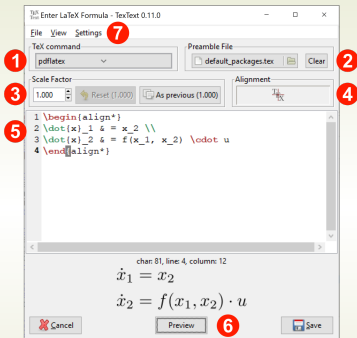 Enter LaTeX Formula - TexText 0.11.0
File View Settings 7
TeX command Preamble File
1 pdflatex default_packages.tex Clear 2
Scale Factor Alignment
3 1.000 Reset (1.000) As previous (1.000) 4
1 \begin{align*}
5 2 \dot{x}_1 & = x_2 \\
3 \dot{x}_2 & = f(x_1, x_2) \cdot u
4 \end{align*}
char: 81, line: 4, column: 12
ẋ₁ = x₂
ẋ₂ = f(x₁, x₂) · u
Cancel Preview 6 Save